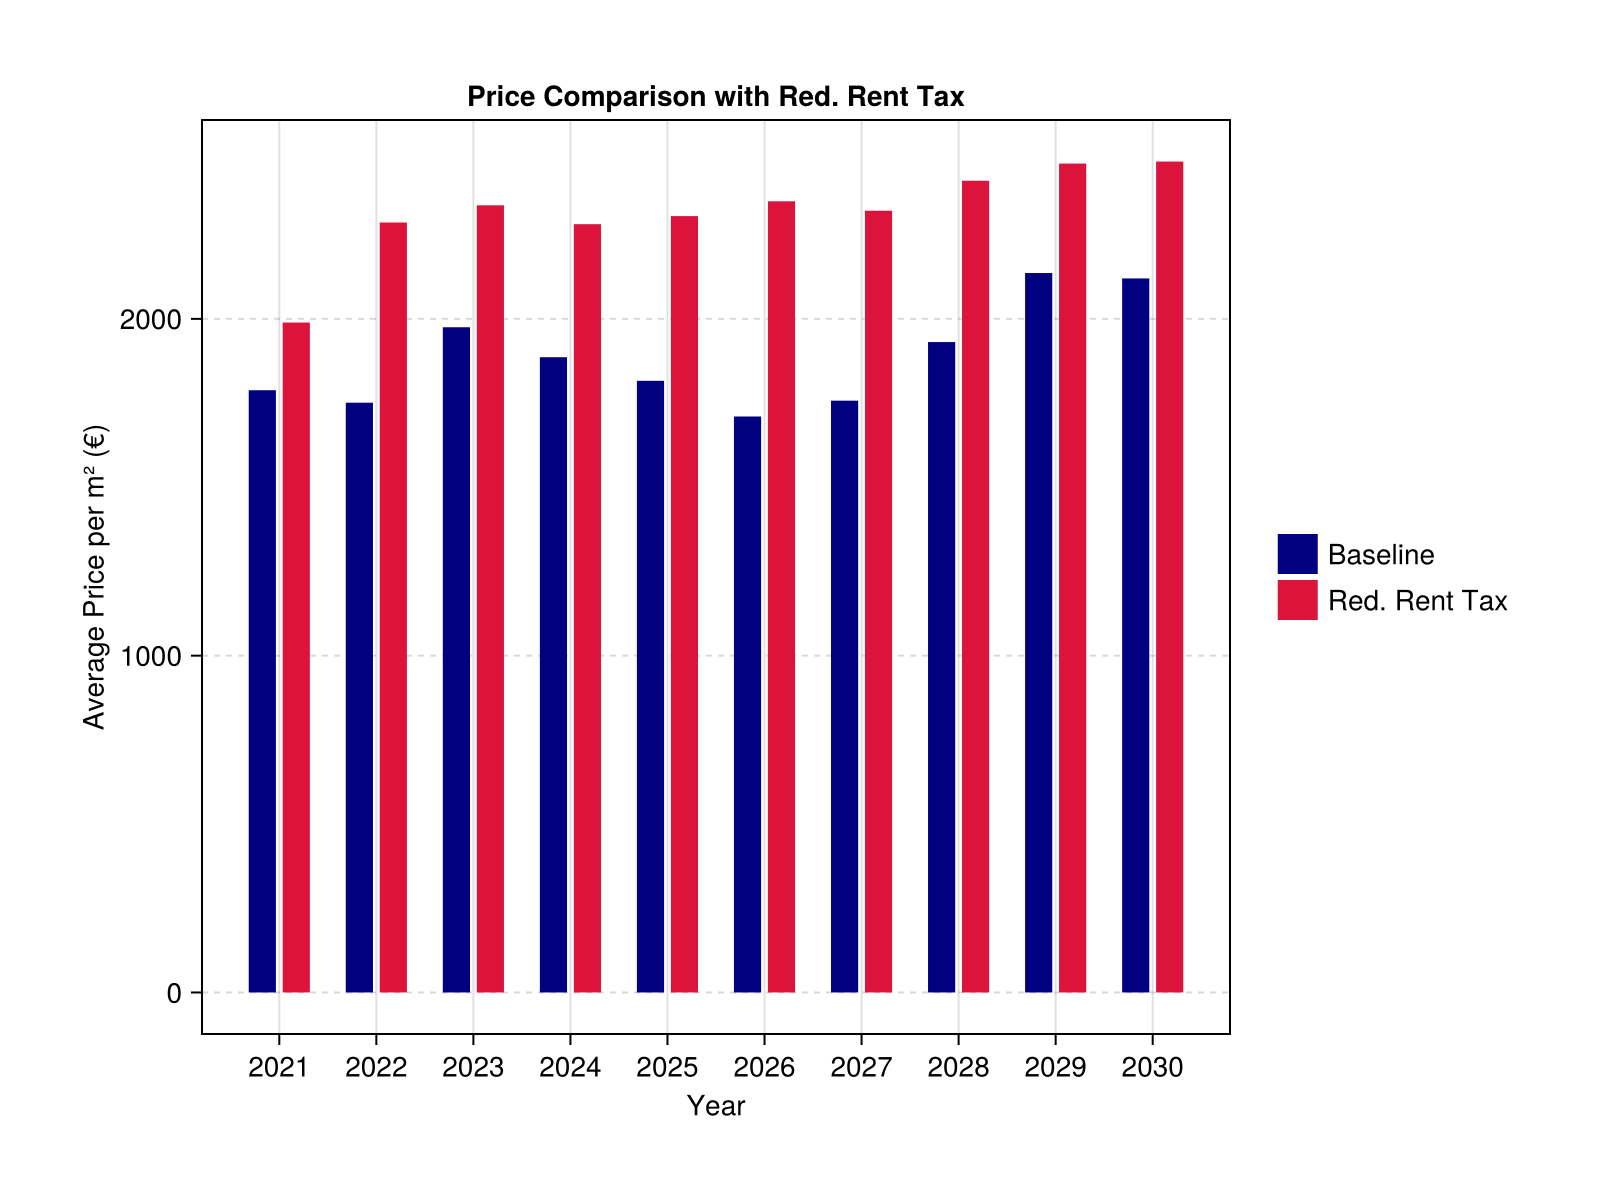 Price Comparison with Red. Rent Tax
Average Price per m² (€)
2000
1000
0
2021 2022 2023 2024 2025 2026 2027 2028 2029 2030
Year
Baseline
Red. Rent Tax